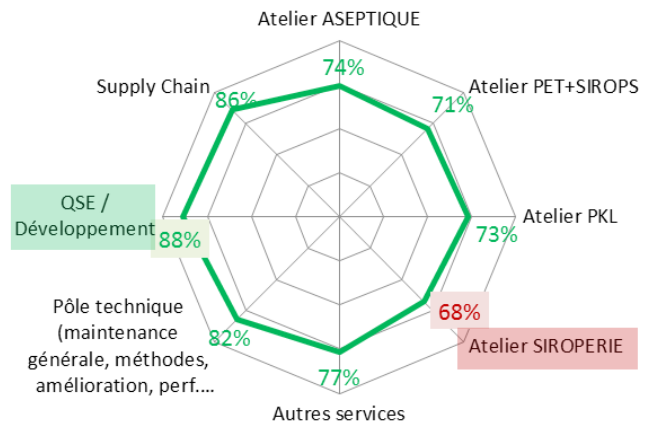 Atelier ASEPTIQUE
74%
Supply Chain
86%
Atelier PET+SIROPS
71%
QSE /
Développement
88%
Atelier PKL
73%
Pôle technique
(maintenance
générale, méthodes,
amélioration, perf....
82%
68%
Atelier SIROPERIE
77%
Autres services